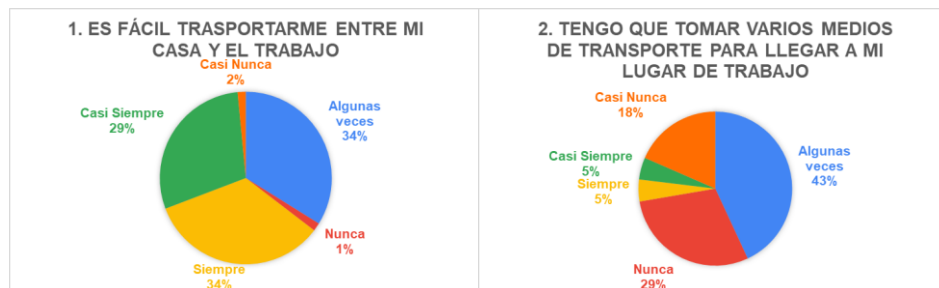 1. ES FÁCIL TRASPORTARME ENTRE MI
CASA Y EL TRABAJO
Casi Nunca
2%
Casi Siempre
29%
Algunas
veces
34%
Nunca
1%
Siempre
34%
2. TENGO QUE TOMAR VARIOS MEDIOS
DE TRANSPORTE PARA LLEGAR A MI
LUGAR DE TRABAJO
Casi Nunca
18%
Casi Siempre
5%
Siempre
5%
Algunas
veces
43%
Nunca
29%